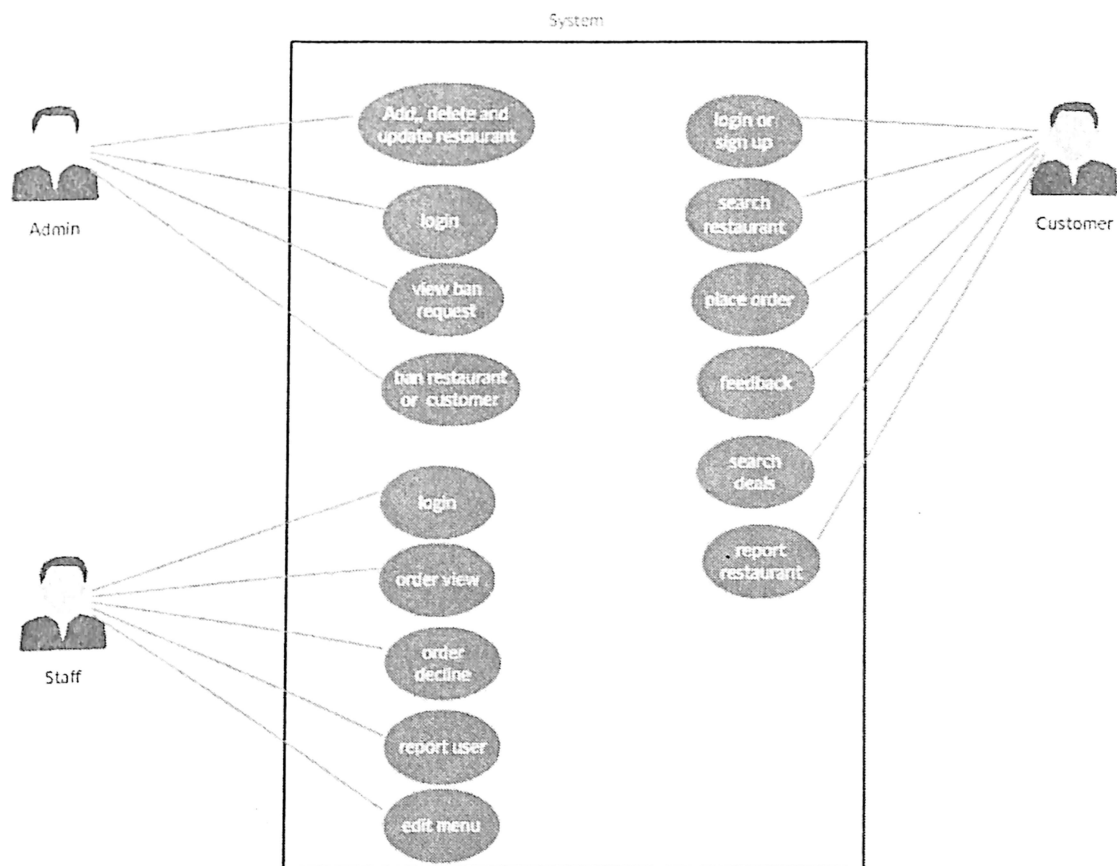 System
Add,, delete and
update restaurant
login
view ban
request
ban restaurant
or customer
Admin
login
order view
order
decline
report user
edit menu
Staff
login or
sign up
search
restaurant
place order
feedback
search
deals
report
restaurant
Customer